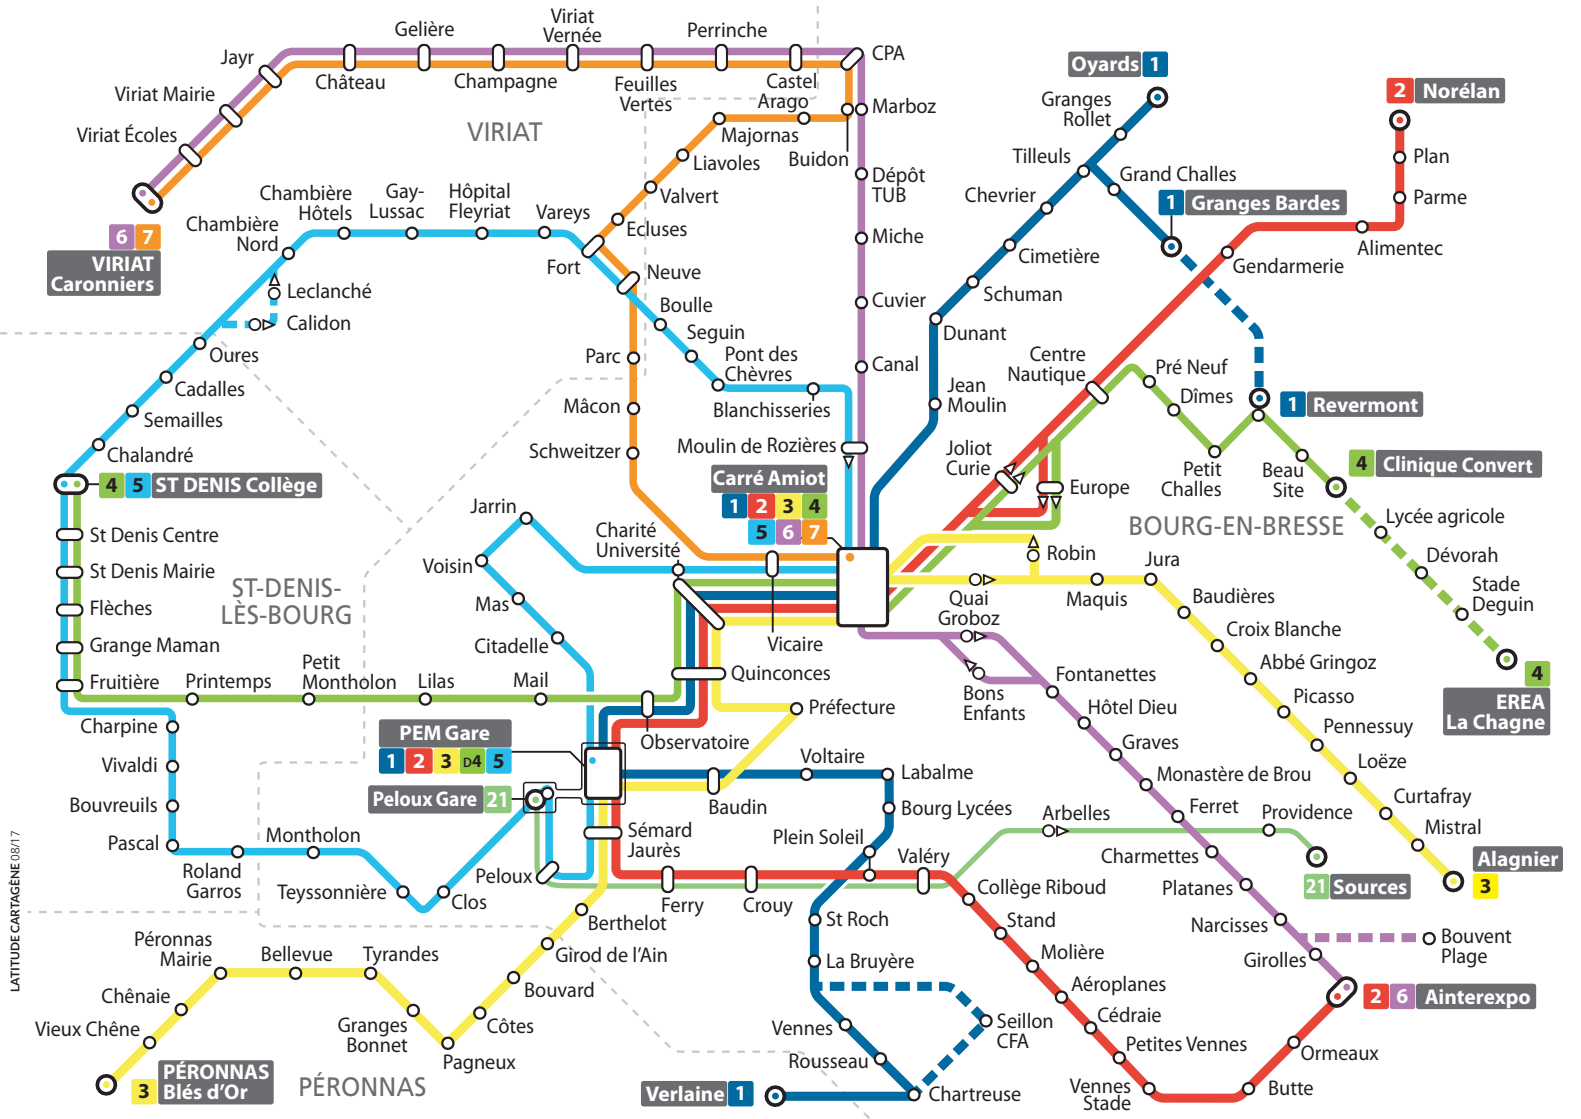 Viriat
Vernée
Gelière
Perrinche
CPA
Jayr
Château
Champagne
Feuilles
Vertes
Castel
Arago
Oyards 1
Granges
Rollet
2 Norélan
Viriat Mairie
Marboz
Viriat Écoles
VIRIAT
Majornas
Buidon
Liavoles
Tilleuls
Plan
Grand Challes
Dépôt
TUB
Valvert
Chambière
Hôtels
Gay-
Lussac
Hôpital
Fleyriat
Vareys
Chevrier
1 Granges Bardes
Parme
Chambière
Nord
Ecluses
6 7
VIRIAT
Caronniers
Miche
Cimetière
Alimentec
Fort
Neuve
Gendarmerie
Leclanché
Calidon
Boulle
Cuvier
Schuman
Seguin
Dunant
Oures
Parc
Pont des
Chèvres
Canal
Centre
Nautique
Pré Neuf
Cadalles
Jean
Moulin
Dîmes
Semailles
Mâcon
Blanchisseries
1 Revermont
Chalandré
Schweitzer
Moulin de Rozières
Joliot
Curie
Petit
Challes
Beau
Site
4 Clinique Convert
4 5 ST DENIS Collège
Carré Amiot
1 2 3 4
5 6 7
Europe
Jarrin
Lycée agricole
BOURG-EN-BRESSE
St Denis Centre
Charité
Université
Robin
Jura
Dévorah
Voisin
St Denis Mairie
ST-DENIS-
LÈS-BOURG
Stade
Deguin
Mas
Quai
Groboz
Maquis
Baudières
Flèches
Croix Blanche
Citadelle
Vicaire
Grange Maman
Abbé Gringoz
Petit
Montholon
Quinconces
Bons
Enfants
Fontanettes
4
EREA
La Chagne
Fruitière
Printemps
Lilas
Mail
Picasso
Préfecture
Hôtel Dieu
Charpine
Pennessuy
PEM Gare
1 2 3 D4 5
Observatoire
Graves
Vivaldi
Voltaire
Labalme
Loëze
Monastère de Brou
Peloux Gare 21
Baudin
Bouvreuils
Bourg Lycées
Arbelles
Ferret
Providence
Curtafray
Pascal
Montholon
Sémard
Jaurès
Plein Soleil
Mistral
Valéry
Charmettes
Alagnier
3
Roland
Garros
Peloux
Teyssonnière
Clos
Ferry
Crouy
Collège Riboud
Platanes
21 Sources
Berthelot
St Roch
Stand
Narcisses
Péronnas
Mairie
Bellevue
Tyrandes
Girod de l'Ain
Molière
Bouvent
Plage
La Bruyère
Girolles
Chênaie
Bouvard
Aéroplanes
2 6 Ainterexpo
Vieux Chêne
Granges
Bonnet
Côtes
Vennes
Seillon
CFA
Cédraie
Pagneux
Rousseau
Petites Vennes
Ormeaux
3 PÉRONNAS
Blés d'Or
PÉRONNAS
Verlaine 1
Chartreuse
Vennes
Stade
Butte
LATITUDE CARTAGÈNE 08/17